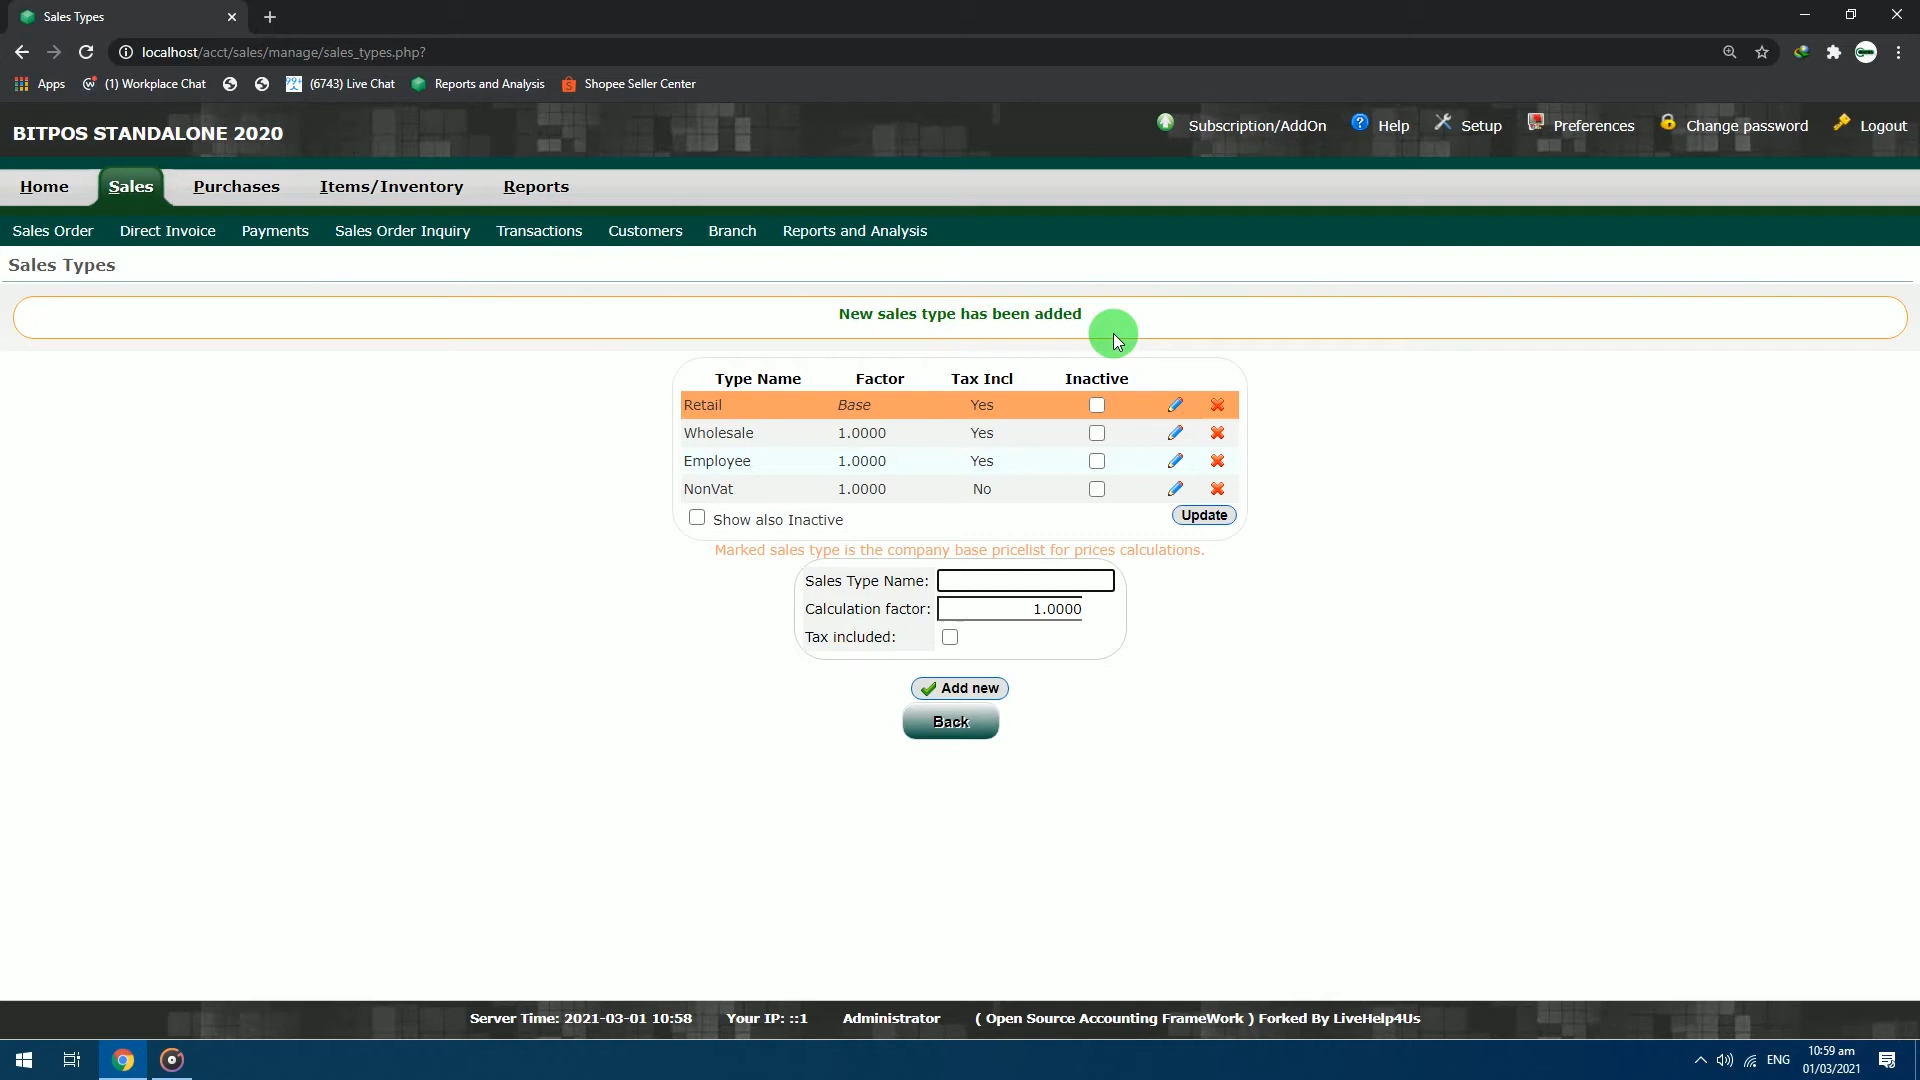 Sales Types
localhost/acct/sales/manage/sales_types.php?
Apps
(1) Workplace Chat
(6743) Live Chat
Reports and Analysis
Shopee Seller Center
BITPOS STANDALONE 2020
Subscription/AddOn
Help
Setup
Preferences
Change password
Logout
Home
Sales
Purchases
Items/Inventory
Reports
Sales Order
Direct Invoice
Payments
Sales Order Inquiry
Transactions
Customers
Branch
Reports and Analysis
Sales Types
New sales type has been added
Type Name Factor Tax Incl Inactive
Retail Base Yes
Wholesale 1.0000 Yes
Employee 1.0000 Yes
NonVat 1.0000 No
Show also Inactive
Update
Marked sales type is the company base pricelist for prices calculations.
Sales Type Name:
Calculation factor: 1.0000
Tax included:
Add new
Back
Server Time: 2021-03-01 10:58 Your IP: ::1 Administrator ( Open Source Accounting FrameWork ) Forked By LiveHelp4Us
ENG
10:59 am
01/03/2021